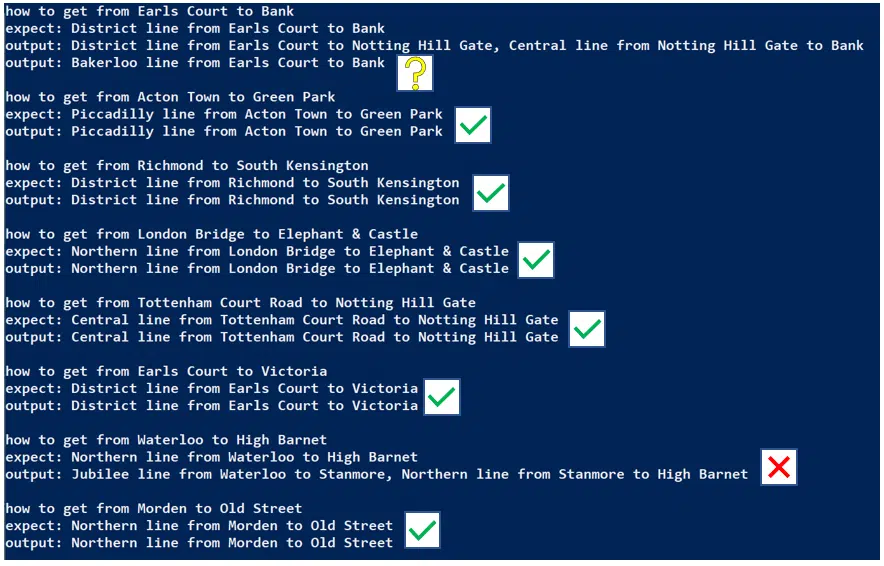 how to get from Earls Court to Bank
expect: District line from Earls Court to Bank
output: District line from Earls Court to Notting Hill Gate, Central line from Notting Hill Gate to Bank
output: Bakerloo line from Earls Court to Bank ?
how to get from Acton Town to Green Park
expect: Piccadilly line from Acton Town to Green Park
output: Piccadilly line from Acton Town to Green Park
how to get from Richmond to South Kensington
expect: District line from Richmond to South Kensington
output: District line from Richmond to South Kensington
how to get from London Bridge to Elephant & Castle
expect: Northern line from London Bridge to Elephant & Castle
output: Northern line from London Bridge to Elephant & Castle
how to get from Tottenham Court Road to Notting Hill Gate
expect: Central line from Tottenham Court Road to Notting Hill Gate
output: Central line from Tottenham Court Road to Notting Hill Gate
how to get from Earls Court to Victoria
expect: District line from Earls Court to Victoria
output: District line from Earls Court to Victoria
how to get from Waterloo to High Barnet
expect: Northern line from Waterloo to High Barnet
output: Jubilee line from Waterloo to Stanmore, Northern line from Stanmore to High Barnet
how to get from Morden to Old Street
expect: Northern line from Morden to Old Street
output: Northern line from Morden to Old Street